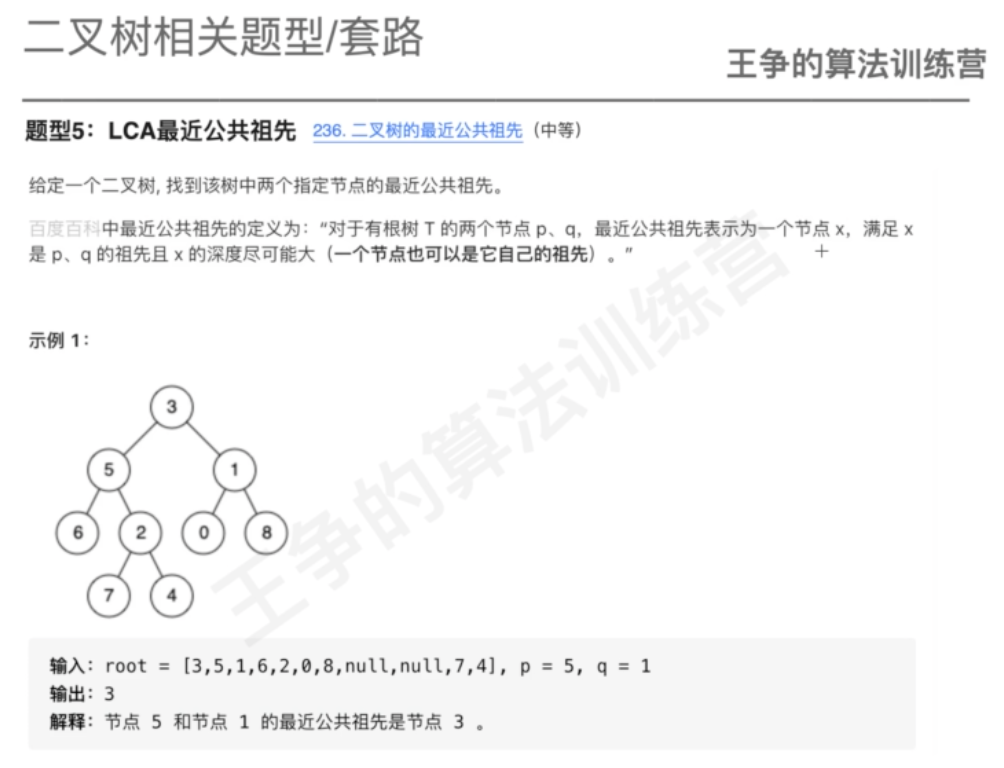 二叉树相关题型/套路
王争的算法训练营
题型5：LCA最近公共祖先 236. 二叉树的最近公共祖先（中等）
给定一个二叉树, 找到该树中两个指定节点的最近公共祖先。
百度百科中最近公共祖先的定义为：“对于有根树 T 的两个节点 p、q，最近公共祖先表示为一个节点 x，满足 x
是 p、q 的祖先且 x 的深度尽可能大（一个节点也可以是它自己的祖先）。”
示例 1：
3
5 1
6 2 0 8
7 4
王争的算法训练营
输入：root = [3,5,1,6,2,0,8,null,null,7,4], p = 5, q = 1
输出：3
解释：节点 5 和节点 1 的最近公共祖先是节点 3 。